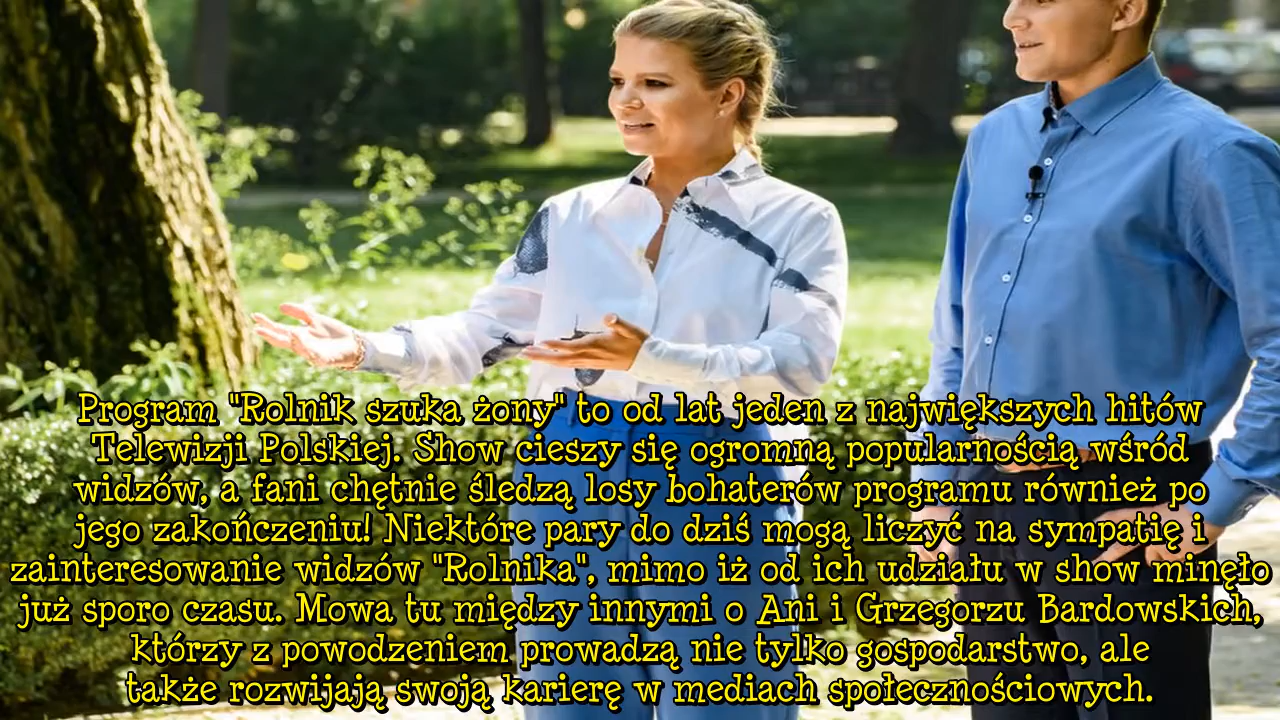 Program "Rolnik szuka żony" to od lat jeden z największych hitów
Telewizji Polskiej. Show cieszy się ogromną popularnością wśród
widzów, a fani chętnie śledzą losy bohaterów programu również po
jego zakończeniu! Niektóre pary do dziś mogą liczyć na sympatię i
zainteresowanie widzów "Rolnika", mimo iż od ich udziału w show minęło
już sporo czasu. Mowa tu między innymi o Ani i Grzegorzu Bardowskich,
którzy z powodzeniem prowadzą nie tylko gospodarstwo, ale
także rozwijają swoją karierę w mediach społecznościowych.